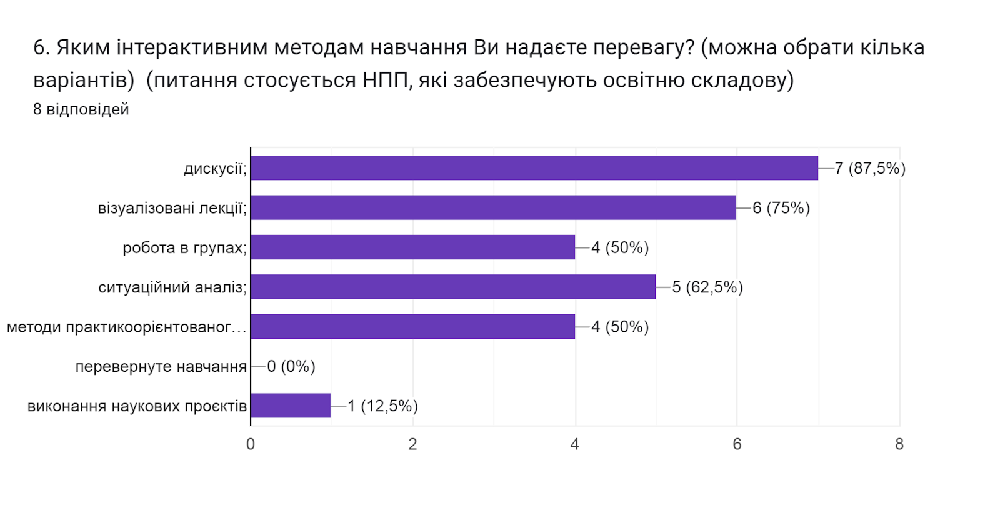 6. Яким інтерактивним методам навчання Ви надаєте перевагу? (можна обрати кілька
варіантів)  (питання стосується НПП, які забезпечують освітню складову)
8 відповідей
дискусії;
7 (87,5%)
візуалізовані лекції;
6 (75%)
робота в групах;
4 (50%)
ситуаційний аналіз;
5 (62,5%)
методи практикоорієнтованог…
4 (50%)
перевернуте навчання
0 (0%)
виконання наукових проєктів
1 (12,5%)
0 2 4 6 8